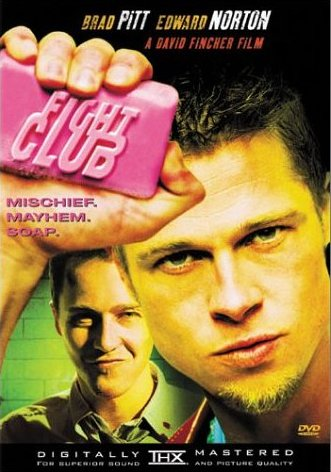 BRAD PITT EDWARD NORTON
A DAVID FINCHER FILM
FIGHT
CLUB
MISCHIEF.
MAYHEM.
SOAP.
DVD
DIGITALLY THX MASTERED
FOR SUPERIOR SOUND AND PICTURE QUALITY